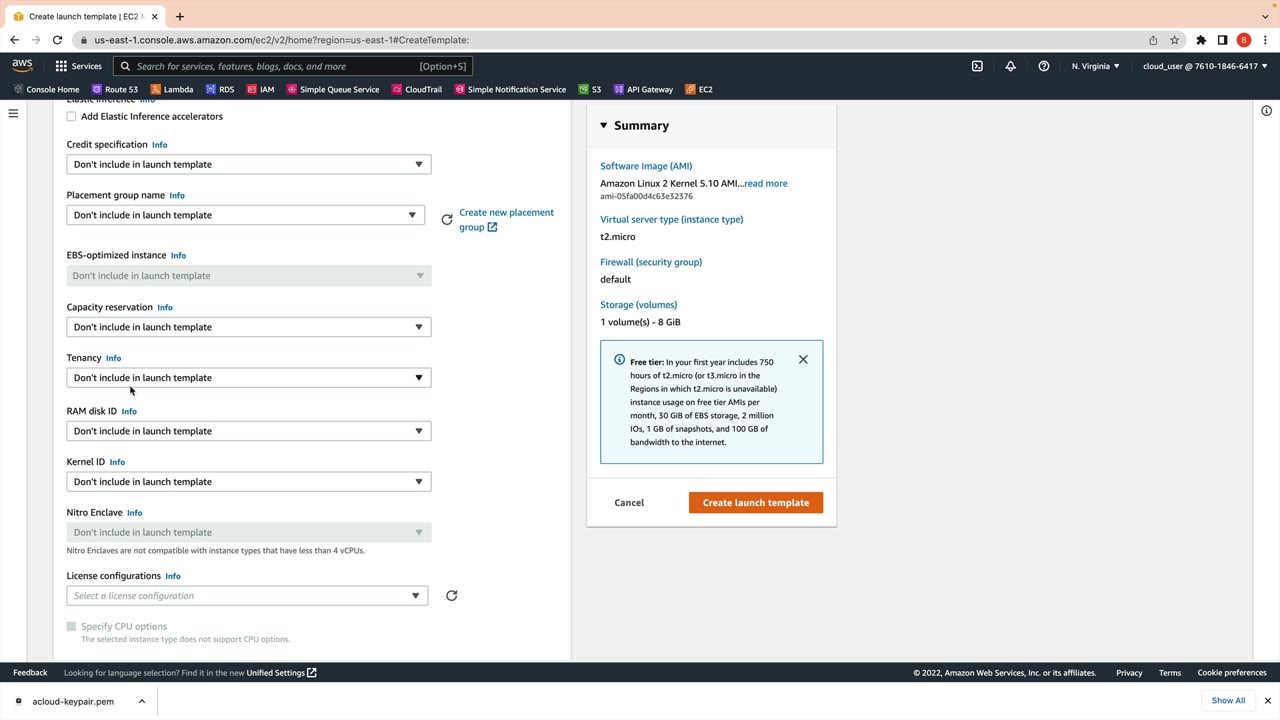 Create launch template | EC2 M
us-east-1.console.aws.amazon.com/ec2/v2/home?region=us-east-1#CreateTemplate:
B
aws
Services
Search for services, features, blogs, docs, and more
[Option+S]
N. Virginia
cloud_user @ 7610-1846-6417
Console Home
Route 53
Lambda
RDS
IAM
Simple Queue Service
CloudTrail
Simple Notification Service
S3
API Gateway
EC2
Elastic inference Info
Add Elastic Inference accelerators
Credit specification Info
Don't include in launch template
Placement group name Info
Don't include in launch template
Create new placement
group
EBS-optimized instance Info
Don't include in launch template
Capacity reservation Info
Don't include in launch template
Tenancy Info
Don't include in launch template
RAM disk ID Info
Don't include in launch template
Kernel ID Info
Don't include in launch template
Nitro Enclave Info
Don't include in launch template
Nitro Enclaves are not compatible with instance types that have less than 4 vCPUs.
License configurations Info
Select a license configuration
Specify CPU options
The selected instance type does not support CPU options.
Summary
Software Image (AMI)
Amazon Linux 2 Kernel 5.10 AMI...read more
ami-05fa00d4c63e32376
Virtual server type (instance type)
t2.micro
Firewall (security group)
default
Storage (volumes)
1 volume(s) - 8 GiB
Free tier: In your first year includes 750
hours of t2.micro (or t3.micro in the
Regions in which t2.micro is unavailable)
instance usage on free tier AMIs per
month, 30 GiB of EBS storage, 2 million
IOs, 1 GB of snapshots, and 100 GB of
bandwidth to the internet.
Cancel
Create launch template
Feedback
Looking for language selection? Find it in the new Unified Settings
© 2022, Amazon Web Services, Inc. or its affiliates.
Privacy
Terms
Cookie preferences
acloud-keypair.pem
Show All